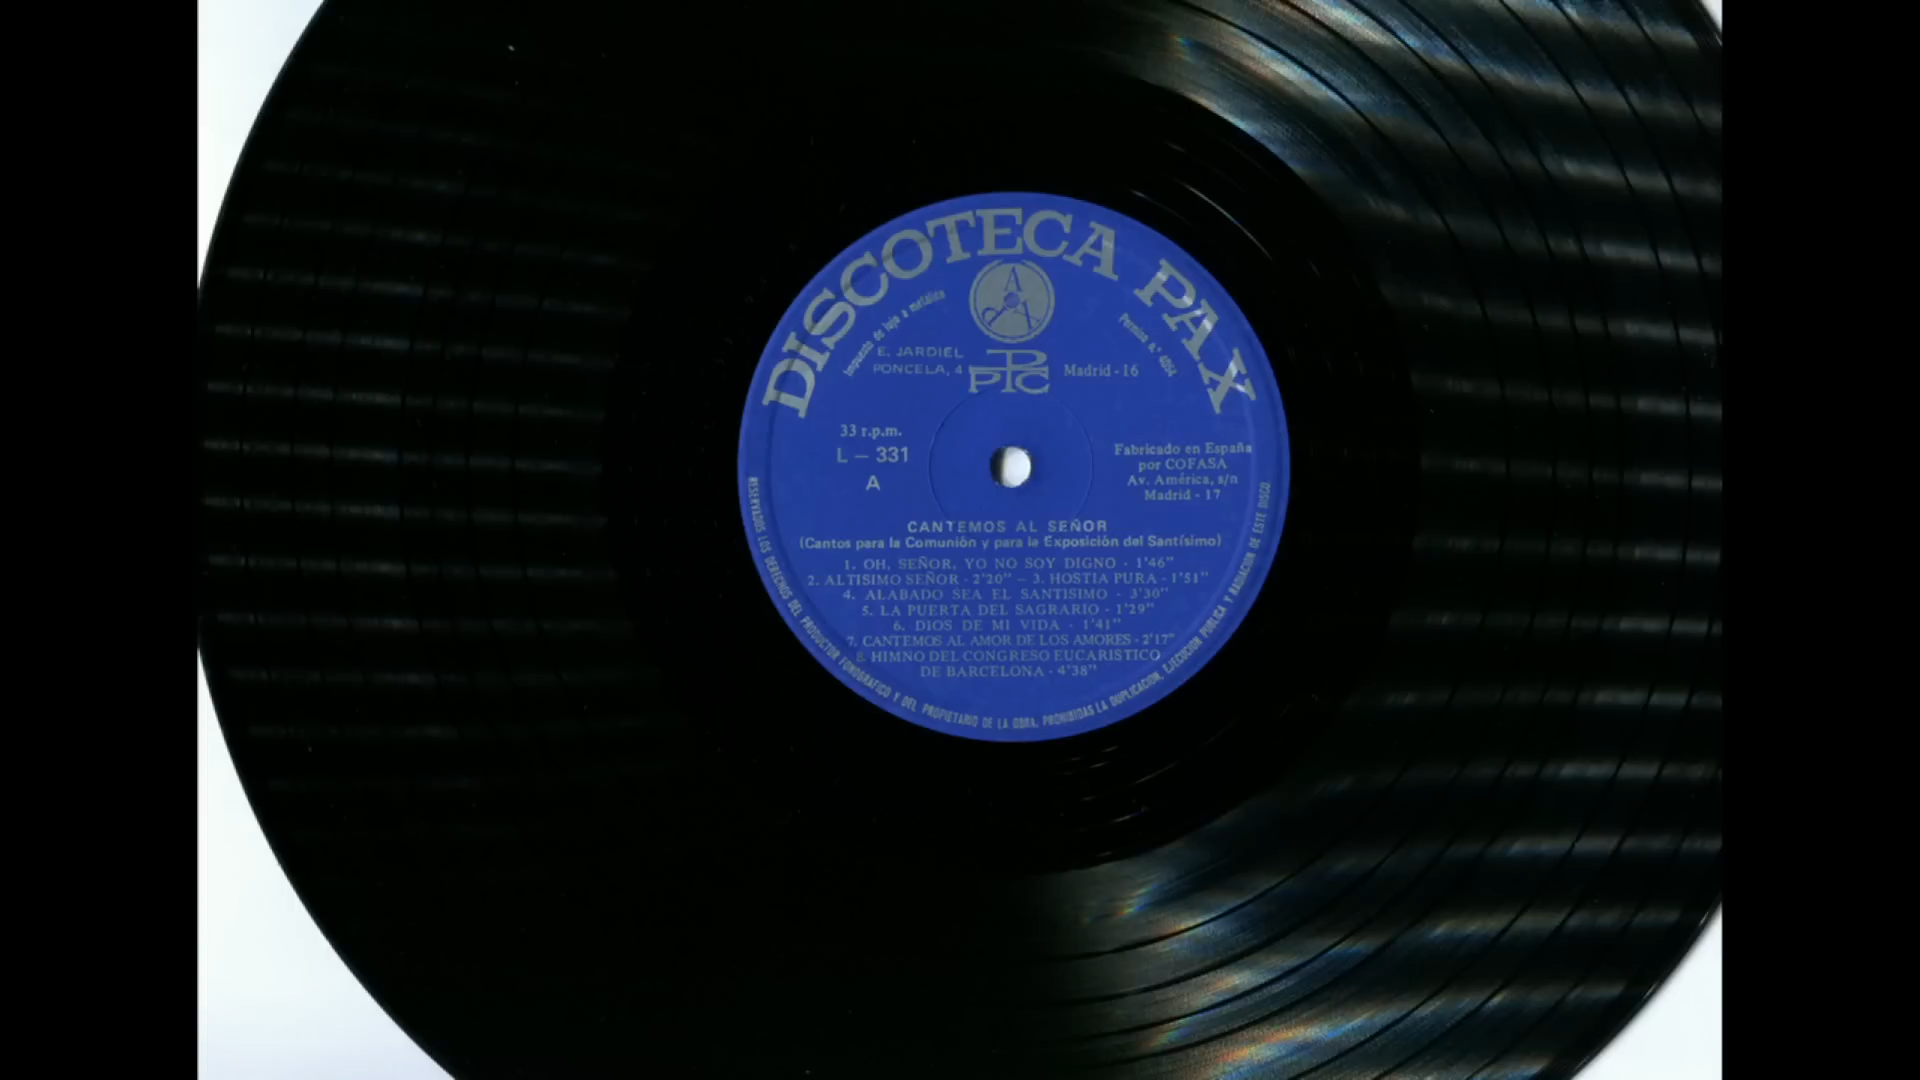 DISCOTECA PAX
Impuesto de lujo a metálico
Permiso n.° 4064
E. JARDIEL
PONCELA, 4
PPC
Madrid - 16
33 r.p.m.
L – 331
A
Fabricado en España
por COFASA
Av. América, s/n
Madrid - 17
CANTEMOS AL SEÑOR
(Cantos para la Comunión y para la Exposición del Santísimo)
1. OH, SEÑOR, YO NO SOY DIGNO - 1'46"
2. ALTISIMO SEÑOR - 2'20" – 3. HOSTIA PURA - 1'51"
4. ALABADO SEA EL SANTISIMO - 3'30"
5. LA PUERTA DEL SAGRARIO - 1'29"
6. DIOS DE MI VIDA - 1'41"
7. CANTEMOS AL AMOR DE LOS AMORES - 2'17"
8. HIMNO DEL CONGRESO EUCARISTICO
DE BARCELONA - 4'38"
RESERVADOS LOS DERECHOS DEL PRODUCTOR FONOGRAFICO Y DEL PROPIETARIO DE LA OBRA, PROHIBIDAS LA DUPLICACION, EJECUCION PUBLICA Y RADIACION DE ESTE DISCO